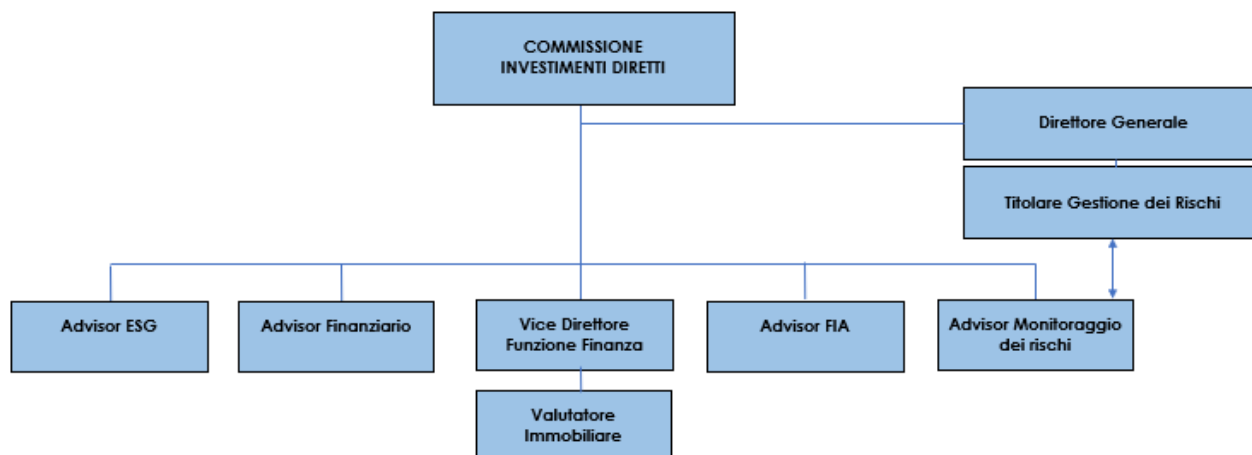 COMMISSIONE
INVESTIMENTI DIRETTI
Direttore Generale
Titolare Gestione dei Rischi
Advisor ESG
Advisor Finanziario
Vice Direttore
Funzione Finanza
Advisor FIA
Advisor Monitoraggio
dei rischi
Valutatore
Immobiliare